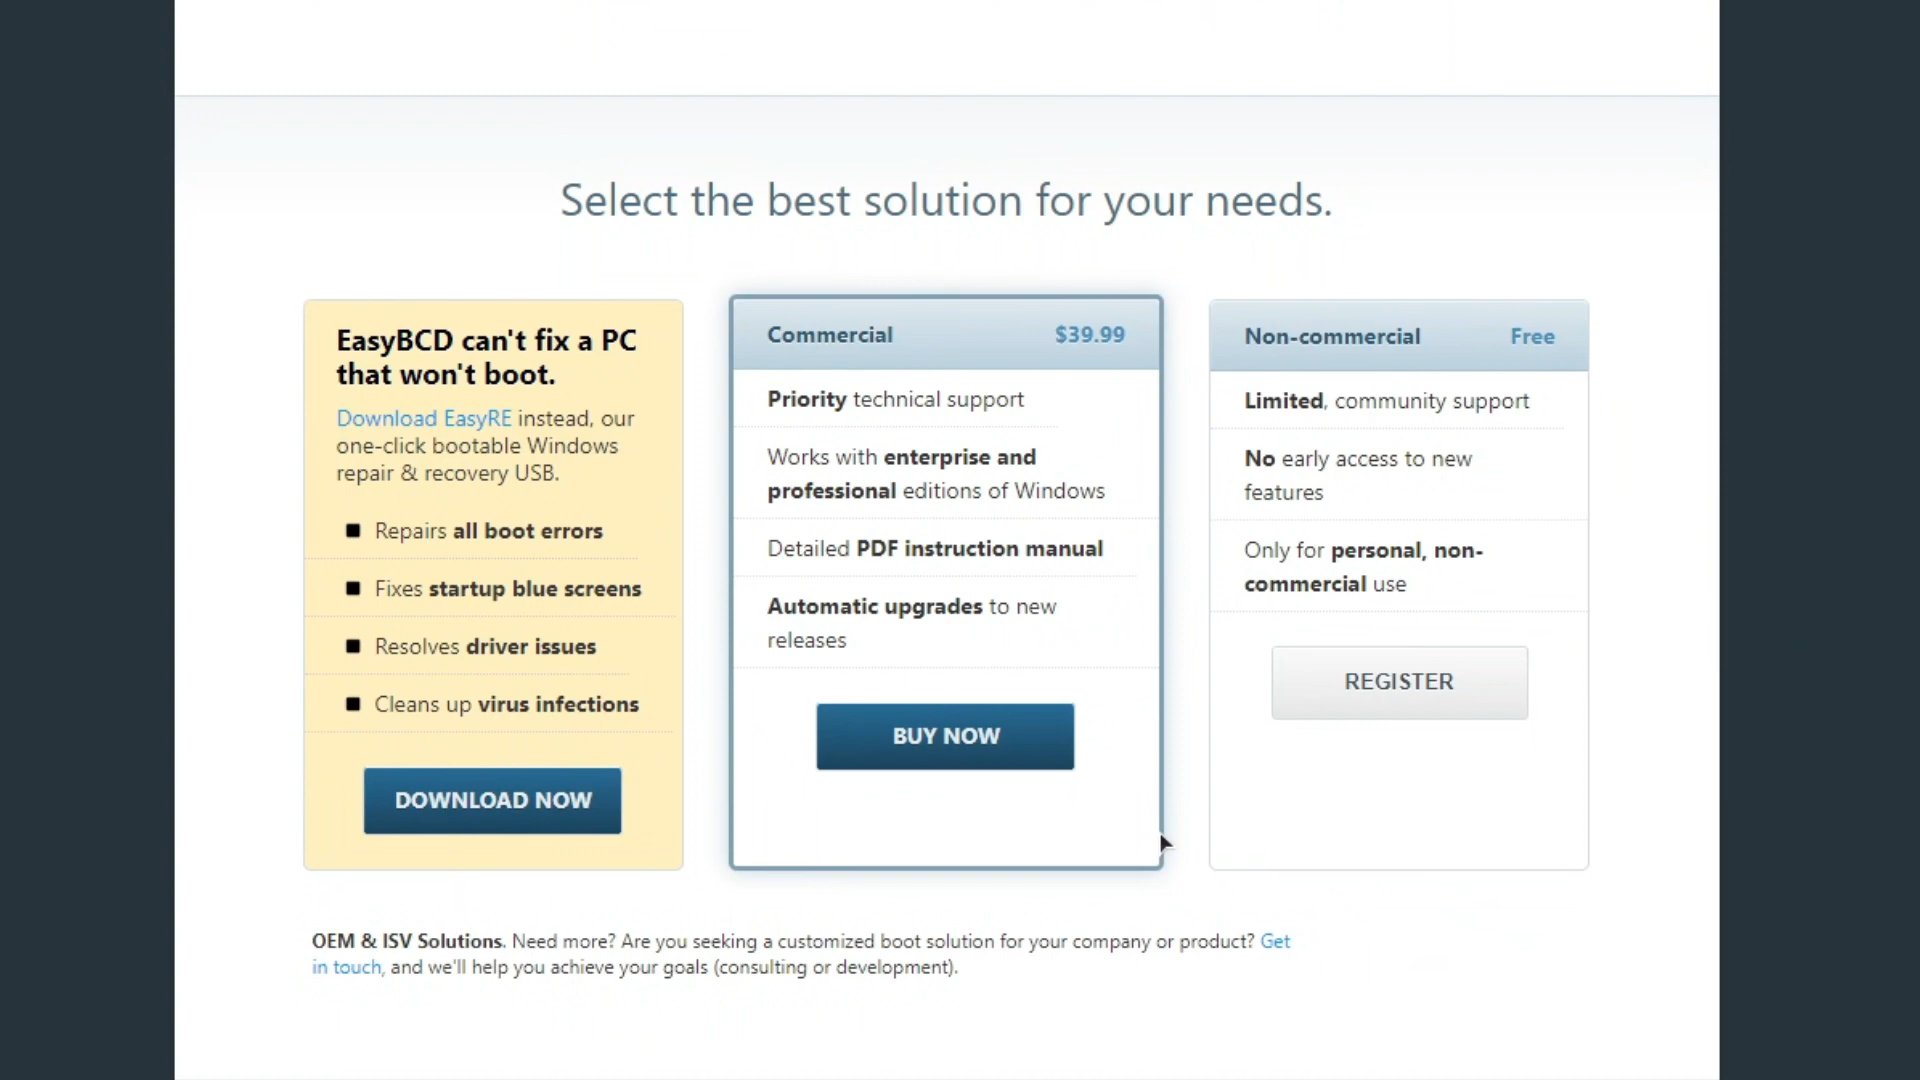 Select the best solution for your needs.
EasyBCD can't fix a PC
that won't boot.
Download EasyRE instead, our
one-click bootable Windows
repair & recovery USB.
Repairs all boot errors
Fixes startup blue screens
Resolves driver issues
Cleans up virus infections
DOWNLOAD NOW
Commercial $39.99
Priority technical support
Works with enterprise and
professional editions of Windows
Detailed PDF instruction manual
Automatic upgrades to new
releases
BUY NOW
Non-commercial Free
Limited, community support
No early access to new
features
Only for personal, non-
commercial use
REGISTER
OEM & ISV Solutions. Need more? Are you seeking a customized boot solution for your company or product? Get
in touch, and we'll help you achieve your goals (consulting or development).